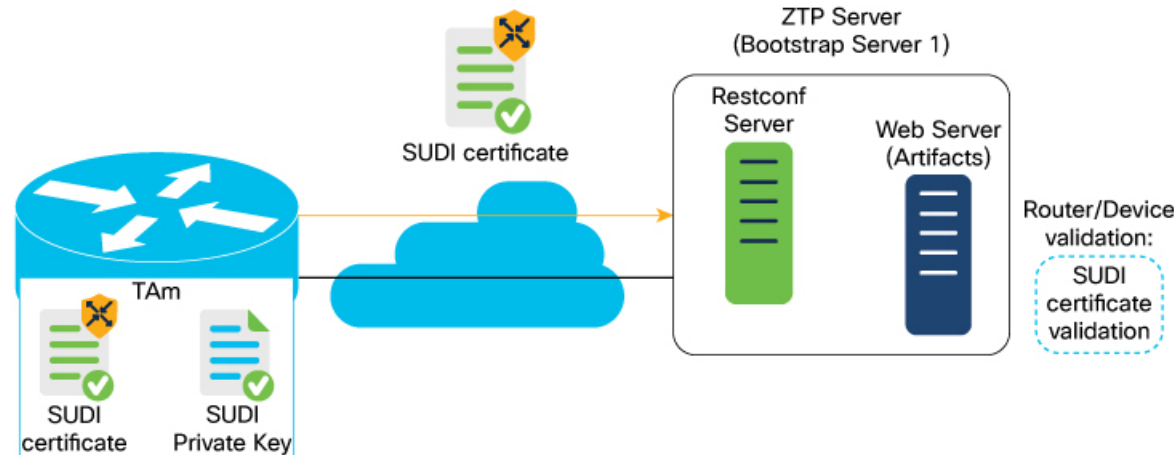 ZTP Server
(Bootstrap Server 1)
SUDI certificate
Restconf
Server
Web Server
(Artifacts)
Router/Device
validation:
SUDI
certificate
validation
TAm
SUDI
certificate
SUDI
Private Key